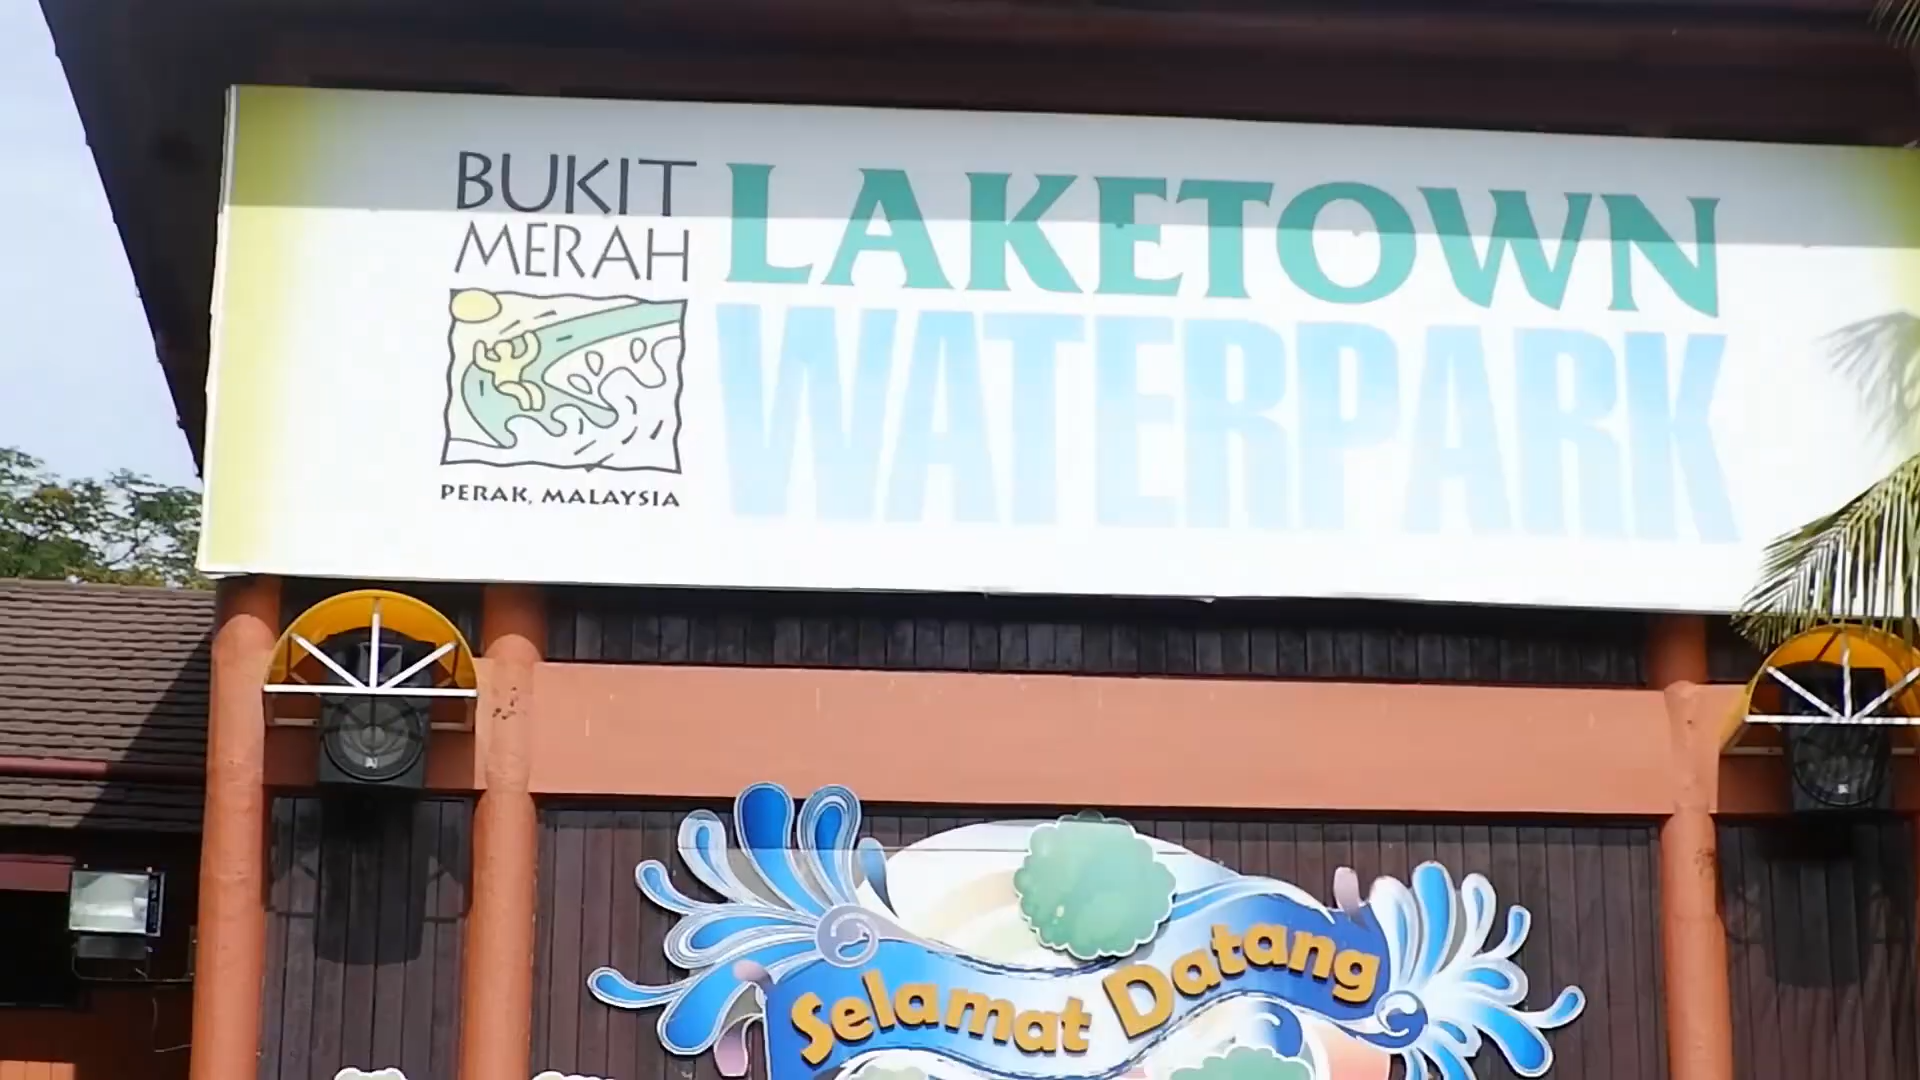 BUKIT
MERAH
PERAK, MALAYSIA
LAKETOWN
WATERPARK
Selamat Datang